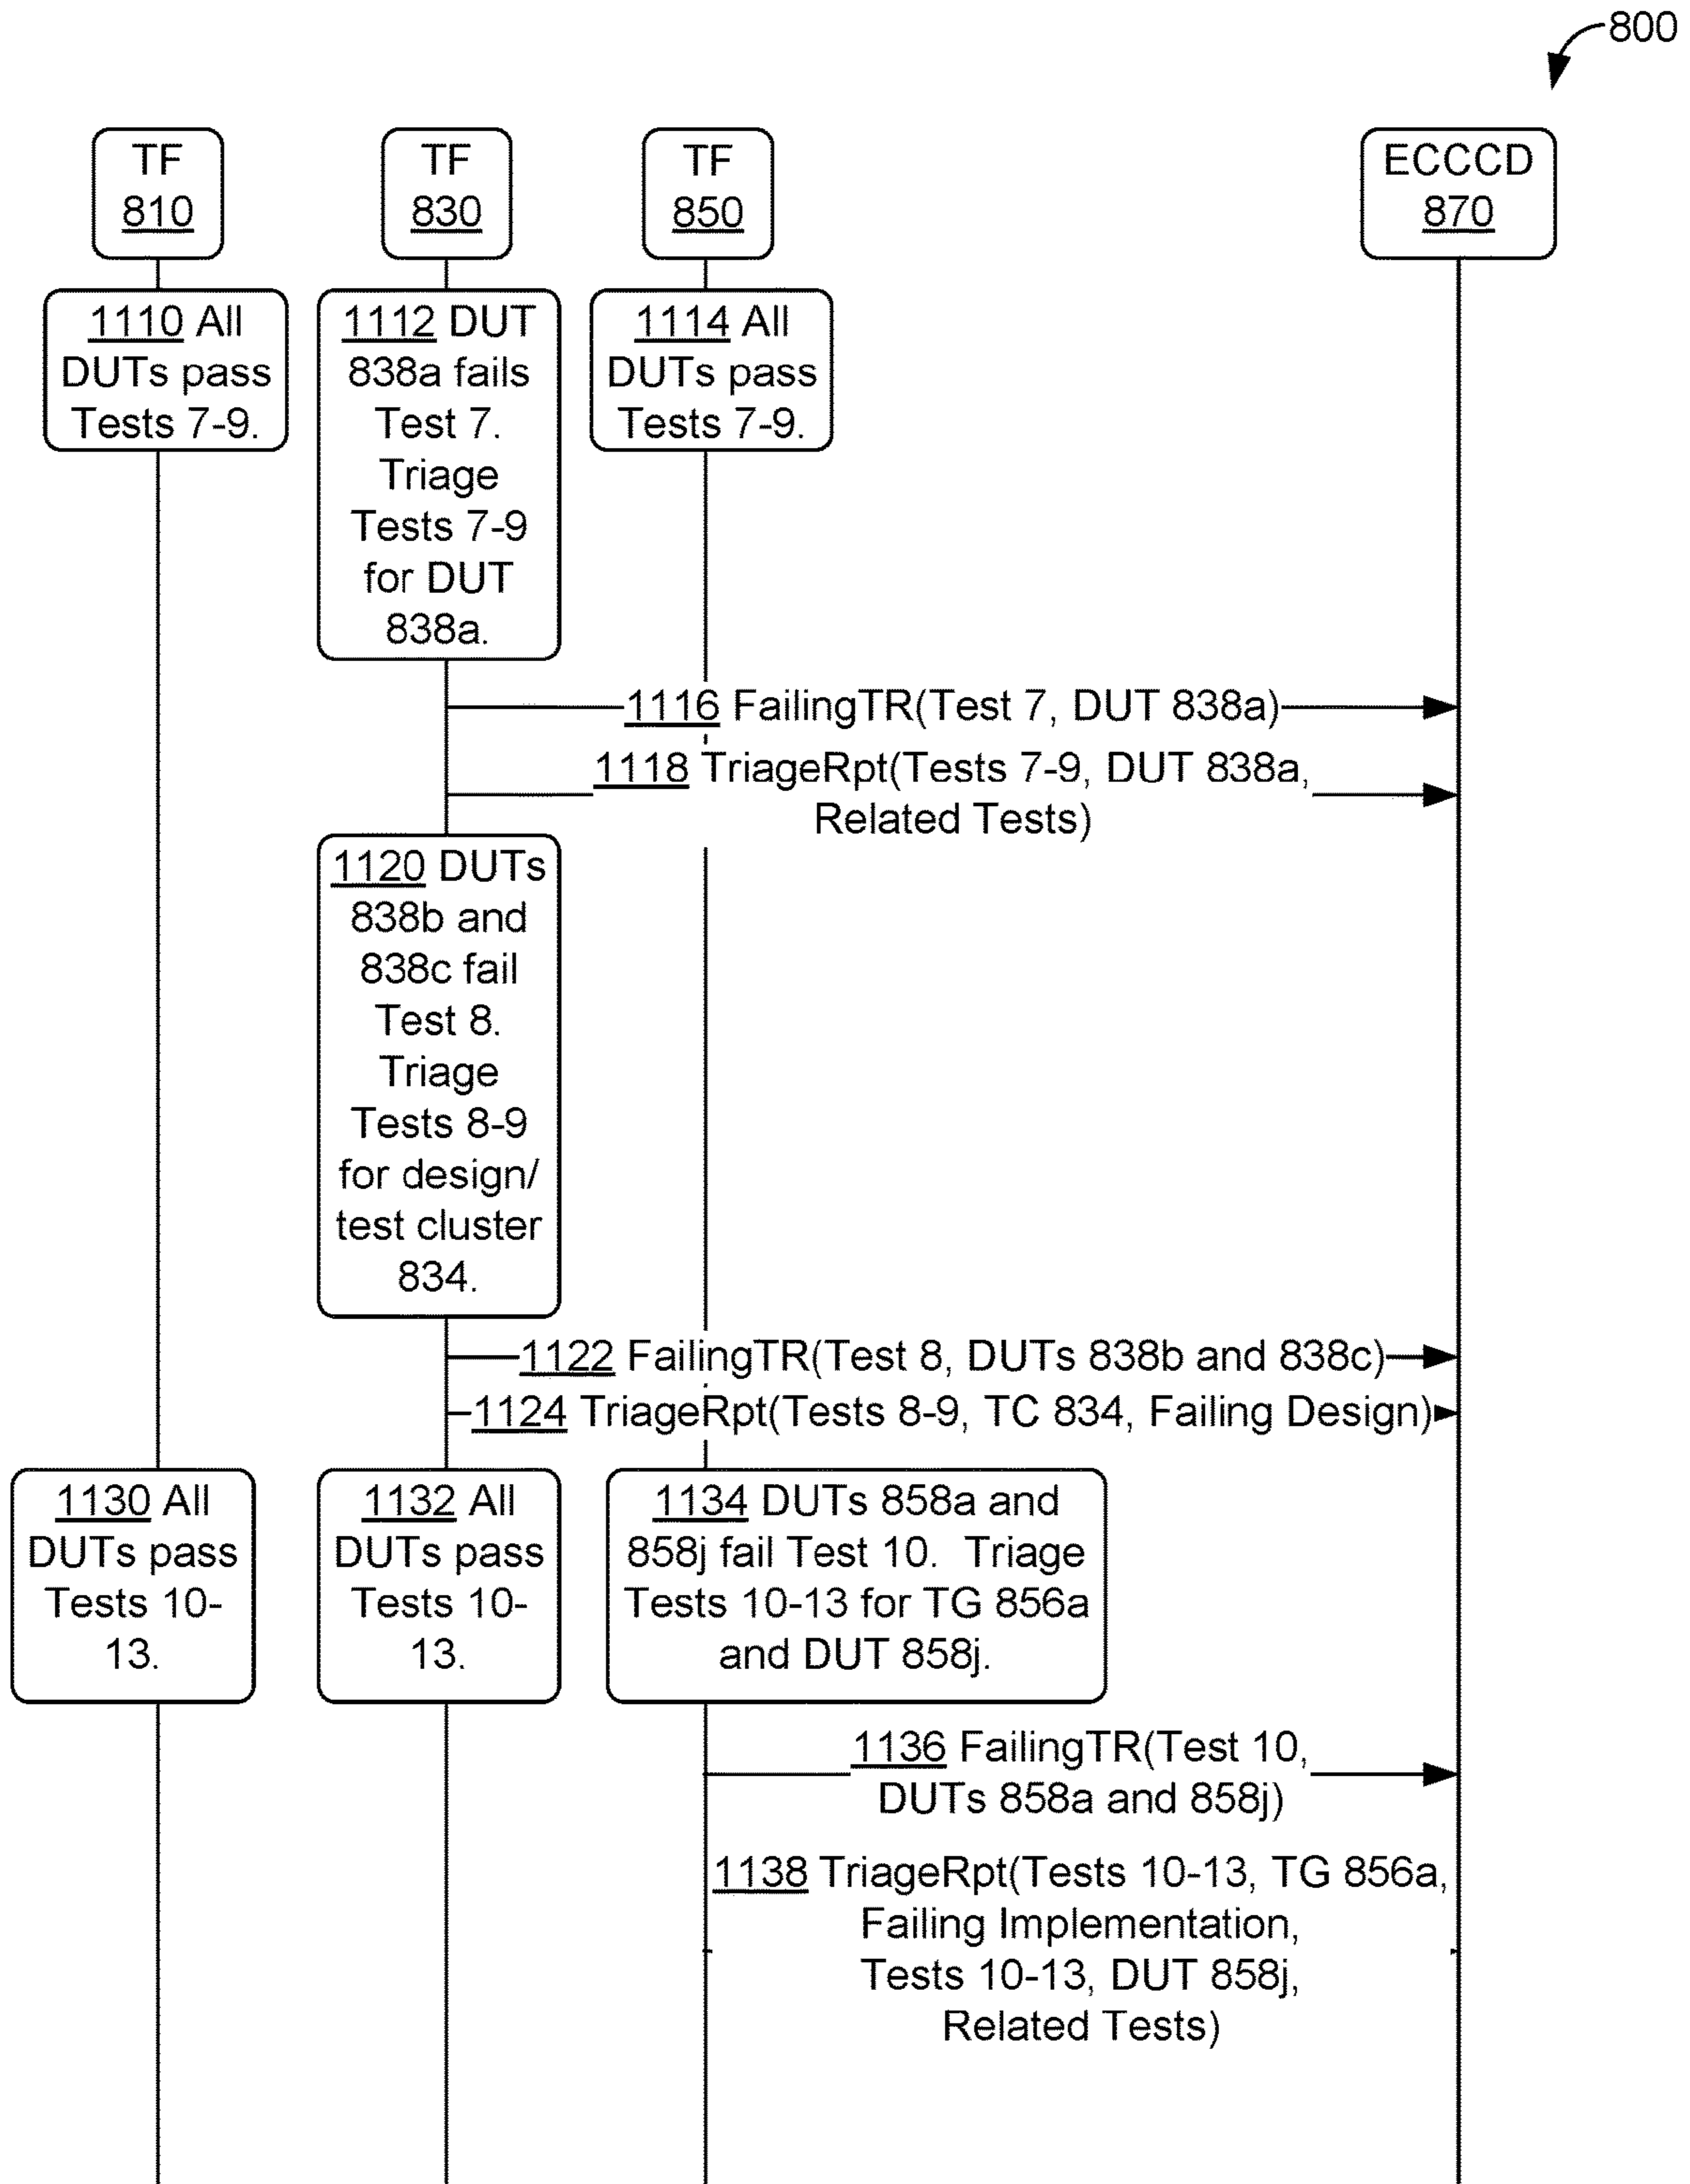 800
TF
810
TF
830
TF
850
ECCCD
870
1110 All
DUTs pass
Tests 7-9.
1112 DUT
838a fails
Test 7.
Triage
Tests 7-9
for DUT
838a.
1114 All
DUTs pass
Tests 7-9.
1116 FailingTR(Test 7, DUT 838a)
1118 TriageRpt(Tests 7-9, DUT 838a,
Related Tests)
1120 DUTs
838b and
838c fail
Test 8.
Triage
Tests 8-9
for design/
test cluster
834.
1122 FailingTR(Test 8, DUTs 838b and 838c)
1124 TriageRpt(Tests 8-9, TC 834, Failing Design)
1130 All
DUTs pass
Tests 10-
13.
1132 All
DUTs pass
Tests 10-
13.
1134 DUTs 858a and
858j fail Test 10. Triage
Tests 10-13 for TG 856a
and DUT 858j.
1136 FailingTR(Test 10,
DUTs 858a and 858j)
1138 TriageRpt(Tests 10-13, TG 856a,
Failing Implementation,
Tests 10-13, DUT 858j,
Related Tests)